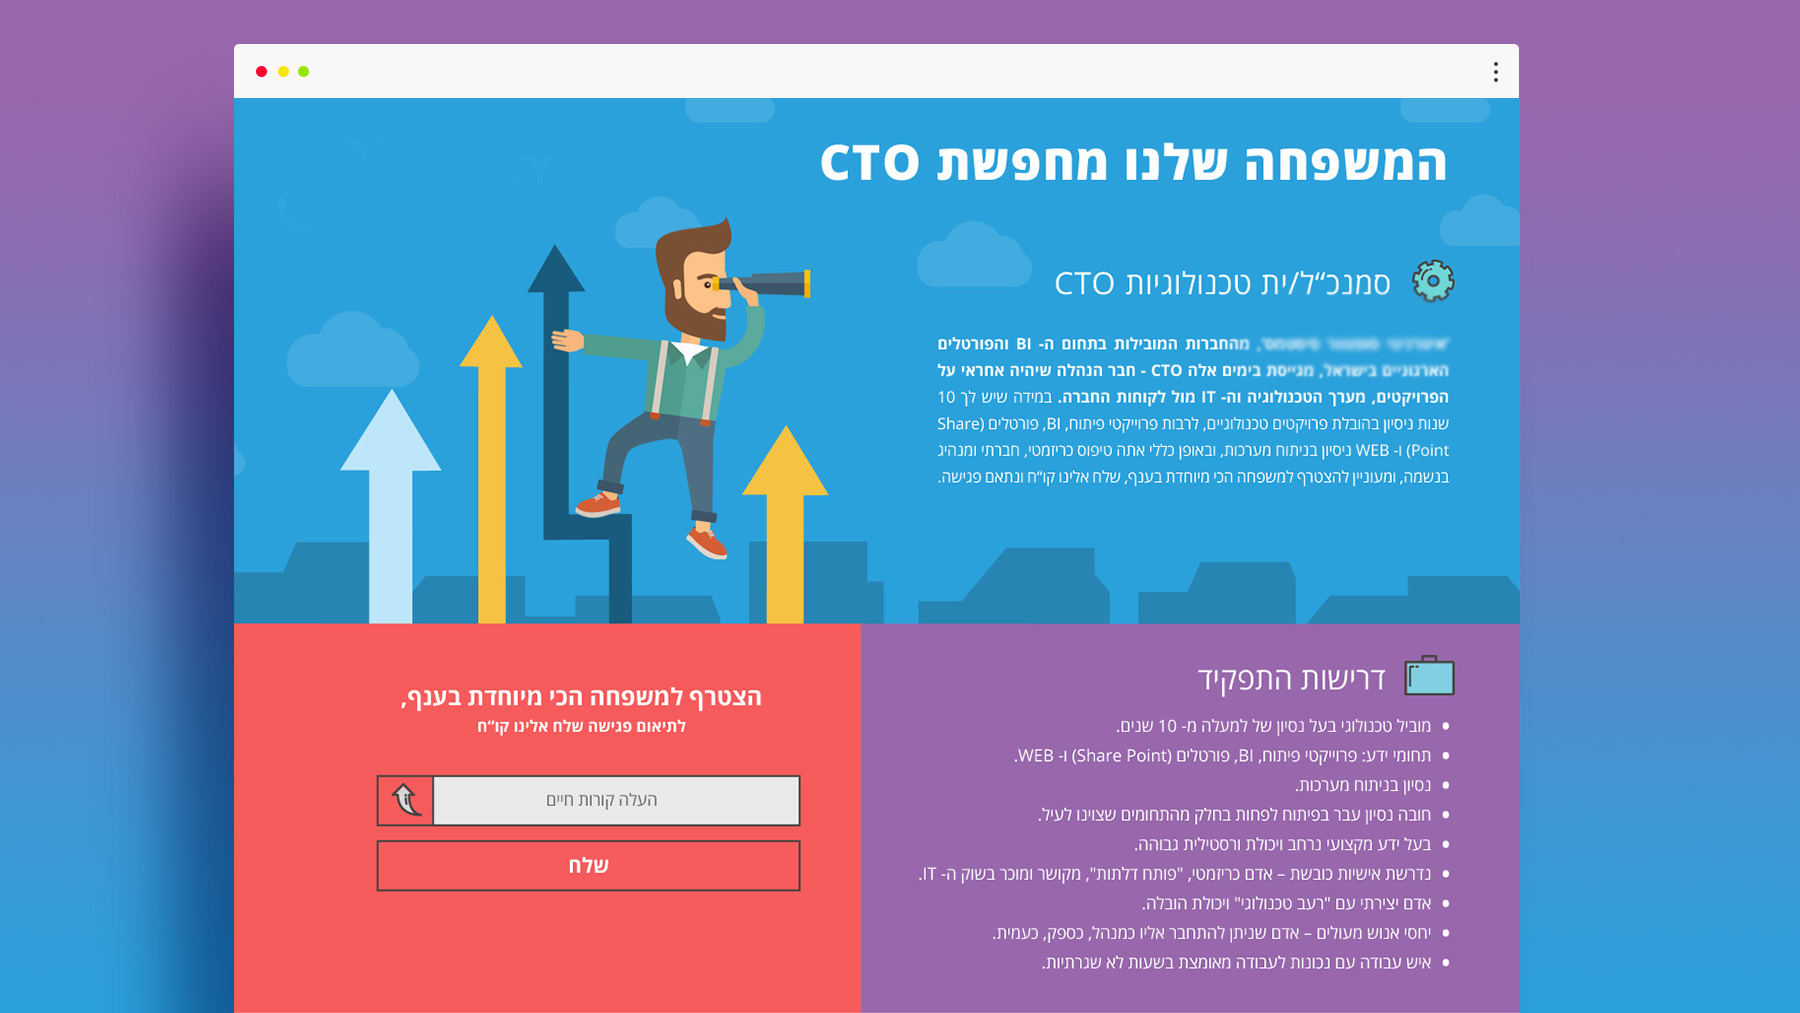 המשפחה שלנו מחפשת CTO
סמנכ“ל/ית טכנולוגיות CTO
מהחברות המובילות בתחום ה- BI והפורטלים
הארגוניים בישראל, מגייסת בימים אלה CTO - חבר הנהלה שיהיה אחראי על
הפרויקטים, מערך הטכנולוגיה וה- IT מול לקוחות החברה. במידה שיש לך 10
שנות ניסיון בהובלת פרויקטים טכנולוגיים, לרבות פרוייקטי פיתוח, BI, פורטלים (Share
Point) ו- WEB ניסיון בניתוח מערכות, ובאופן כללי אתה טיפוס כריזמטי, חברתי ומנהיג
בנשמה, ומעוניין להצטרף למשפחה הכי מיוחדת בענף, שלח אלינו קו“ח ונתאם פגישה.
דרישות התפקיד
• מוביל טכנולוגי בעל נסיון של למעלה מ- 10 שנים.
• תחומי ידע: פרוייקטי פיתוח, BI, פורטלים (Share Point) ו- WEB.
• נסיון בניתוח מערכות.
• חובה נסיון עבר בפיתוח לפחות בחלק מהתחומים שצוינו לעיל.
• בעל ידע מקצועי נרחב ויכולת ורסטילית גבוהה.
• נדרשת אישיות כובשת – אדם כריזמטי, "פותח דלתות", מקושר ומוכר בשוק ה- IT.
• אדם יצירתי עם "רעב טכנולוגי" ויכולת הובלה.
• יחסי אנוש מעולים – אדם שניתן להתחבר אליו כמנהל, כספק, כעמית.
• איש עבודה עם נכונות לעבודה מאומצת בשעות לא שגרתיות.
הצטרף למשפחה הכי מיוחדת בענף,
לתיאום פגישה שלח אלינו קו“ח
העלה קורות חיים
שלח